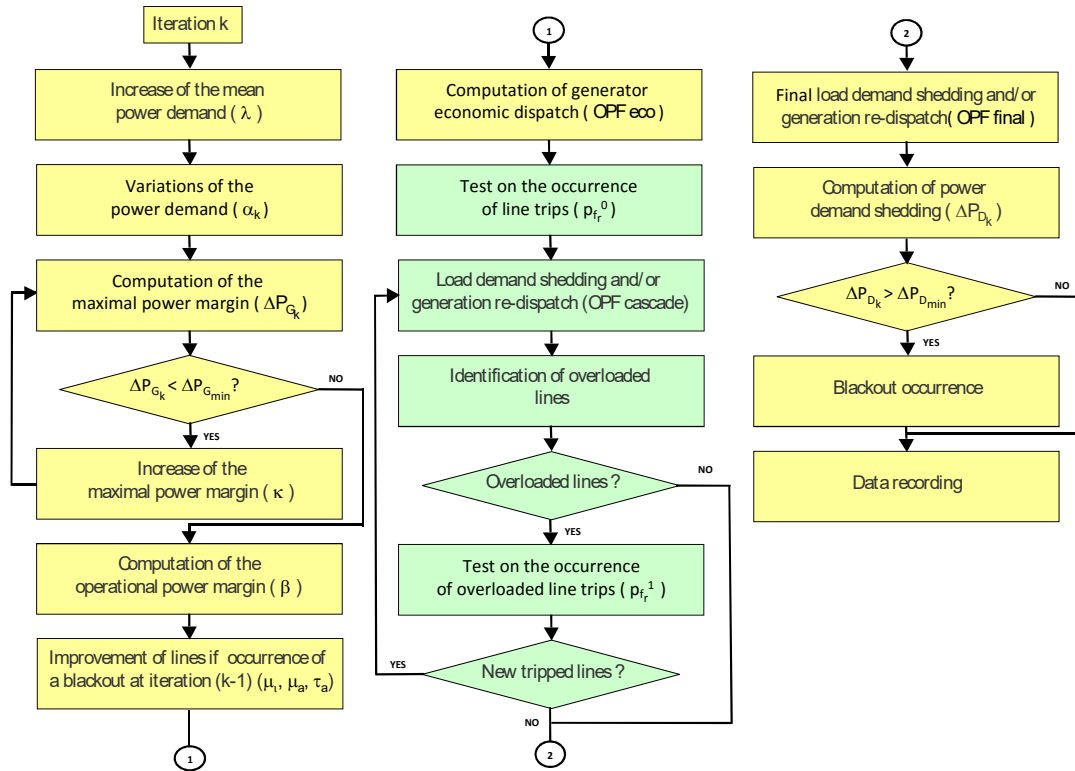 Iteration k
Increase of the mean
power demand ( λ )
Variations of the
power demand ( αk )
Computation of the
maximal power margin ( ΔPGk )
ΔPGk < ΔPGmin?
NO
YES
Increase of the
maximal power margin ( κ )
Computation of the
operational power margin ( β )
Improvement of lines if occurrence of
a blackout at iteration (k-1) (μι, μa, τa)
1
1
Computation of generator
economic dispatch ( OPF eco )
Test on the occurrence
of line trips ( pfr0 )
Load demand shedding and/or
generation re-dispatch (OPF cascade)
Identification of overloaded
lines
Overloaded lines ?
NO
YES
Test on the occurrence
of overloaded line trips ( pfr1 )
New tripped lines ?
YES
NO
2
2
Final load demand shedding and/ or
generation re-dispatch( OPF final )
Computation of power
demand shedding ( ΔPDk )
ΔPDk > ΔPDmin?
NO
YES
Blackout occurrence
Data recording